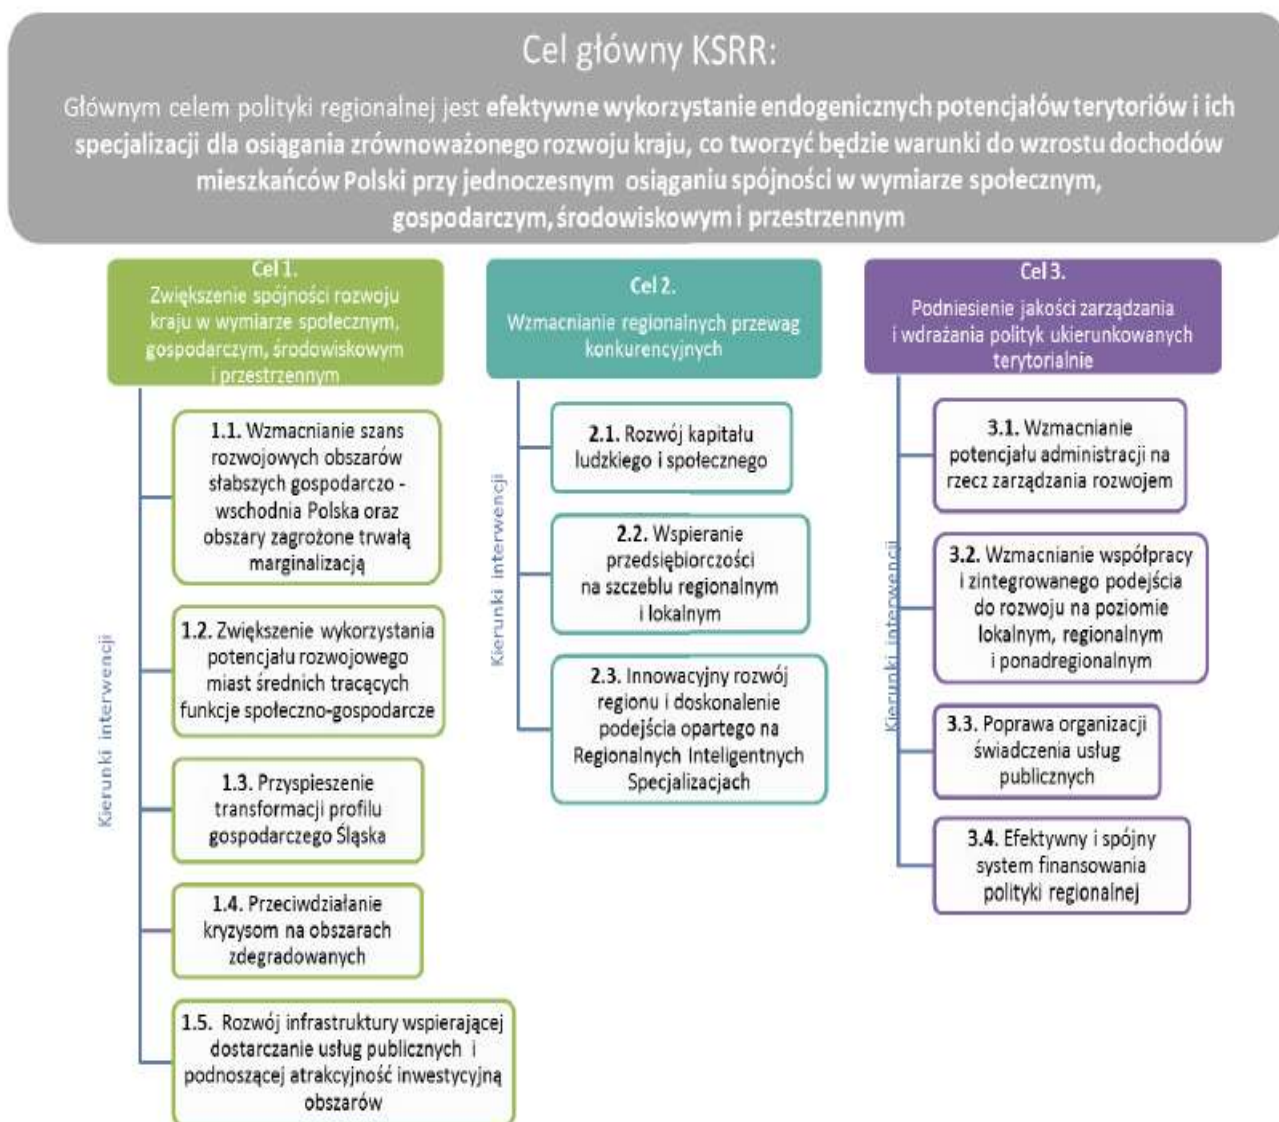 Cel główny KSRR:
Głównym celem polityki regionalnej jest efektywne wykorzystanie endogenicznych potencjałów terytoriów i ich
specjalizacji dla osiągania zrównoważonego rozwoju kraju, co tworzyć będzie warunki do wzrostu dochodów
mieszkańców Polski przy jednoczesnym osiąganiu spójności w wymiarze społecznym,
gospodarczym, środowiskowym i przestrzennym
Cel 1.
Zwiększenie spójności rozwoju
kraju w wymiarze społecznym,
gospodarczym, środowiskowym
i przestrzennym
Kierunki interwencji
1.1. Wzmacnianie szans
rozwojowych obszarów
słabszych gospodarczo -
wschodnia Polska oraz
obszary zagrożone trwałą
marginalizacją
1.2. Zwiększenie wykorzystania
potencjału rozwojowego
miast średnich tracących
funkcje społeczno-gospodarcze
1.3. Przyspieszenie
transformacji profilu
gospodarczego Śląska
1.4. Przeciwdziałanie
kryzysom na obszarach
zdegradowanych
1.5. Rozwój infrastruktury wspierającej
dostarczanie usług publicznych i
podnoszącej atrakcyjność inwestycyjną
obszarów
Cel 2.
Wzmacnianie regionalnych przewag
konkurencyjnych
Kierunki interwencji
2.1. Rozwój kapitału
ludzkiego i społecznego
2.2. Wspieranie
przedsiębiorczości
na szczeblu regionalnym
i lokalnym
2.3. Innowacyjny rozwój
regionu i doskonalenie
podejścia opartego na
Regionalnych Inteligentnych
Specjalizacjach
Cel 3.
Podniesienie jakości zarządzania
i wdrażania polityk ukierunkowanych
terytorialnie
Kierunki interwencji
3.1. Wzmacnianie
potencjału administracji na
rzecz zarządzania rozwojem
3.2. Wzmacnianie współpracy
i zintegrowanego podejścia
do rozwoju na poziomie
lokalnym, regionalnym
i ponadregionalnym
3.3. Poprawa organizacji
świadczenia usług
publicznych
3.4. Efektywny i spójny
system finansowania
polityki regionalnej